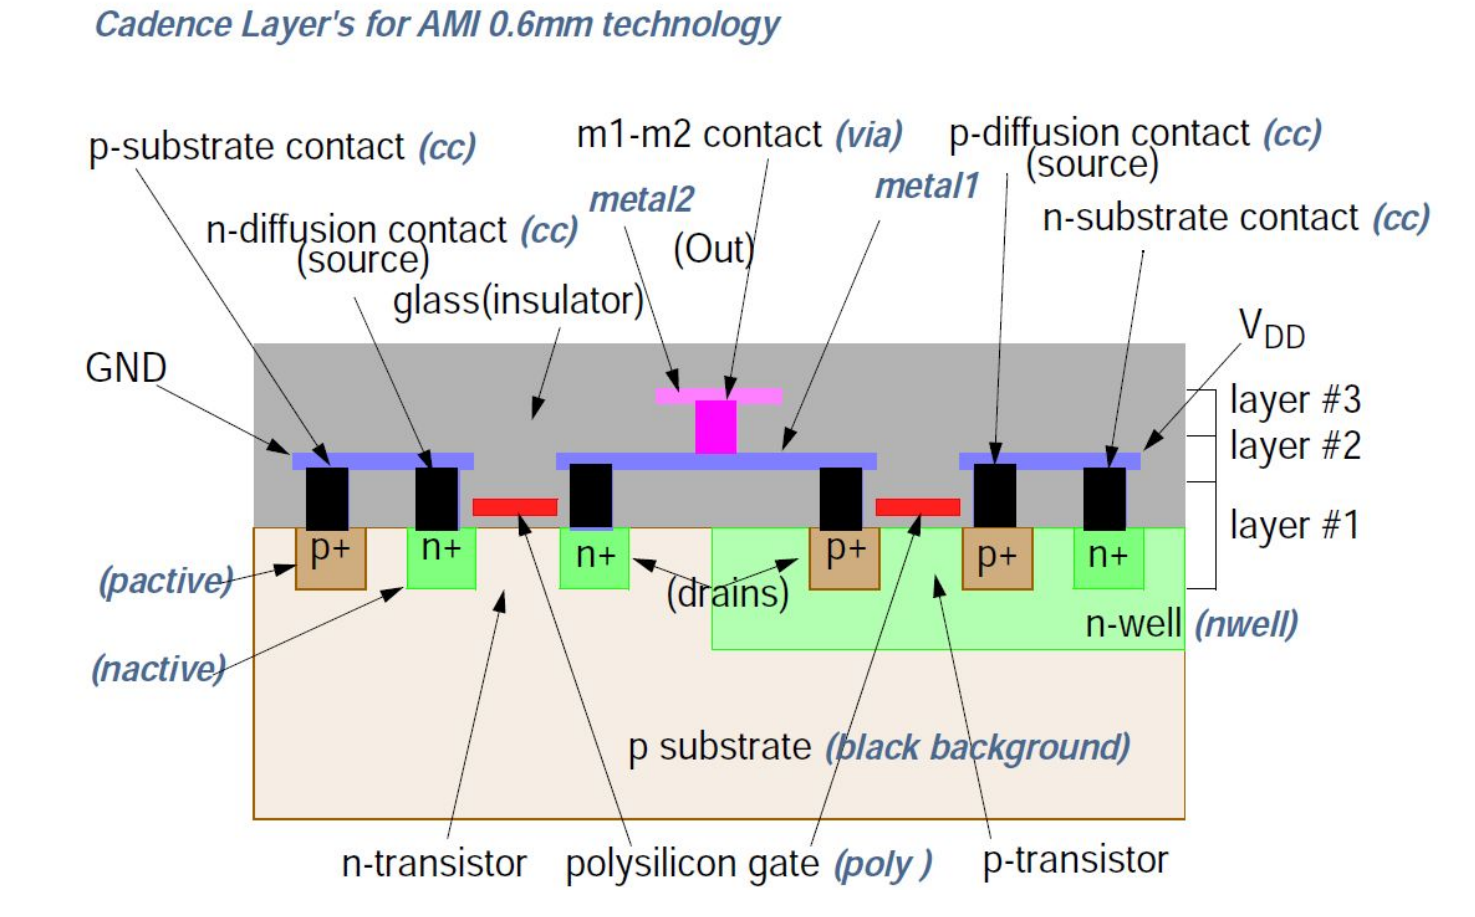 Cadence Layer's for AMI 0.6mm technology
m1-m2 contact (via)
p-diffusion contact (cc)
(source)
p-substrate contact (cc)
metal2
metal1
n-substrate contact (cc)
n-diffusion contact (cc)
(source)
(Out)
glass(insulator)
VDD
GND
layer #3
layer #2
layer #1
p+
n+
n+
p+
p+
n+
(pactive)
(drains)
n-well (nwell)
(nactive)
p substrate (black background)
n-transistor
polysilicon gate (poly )
p-transistor